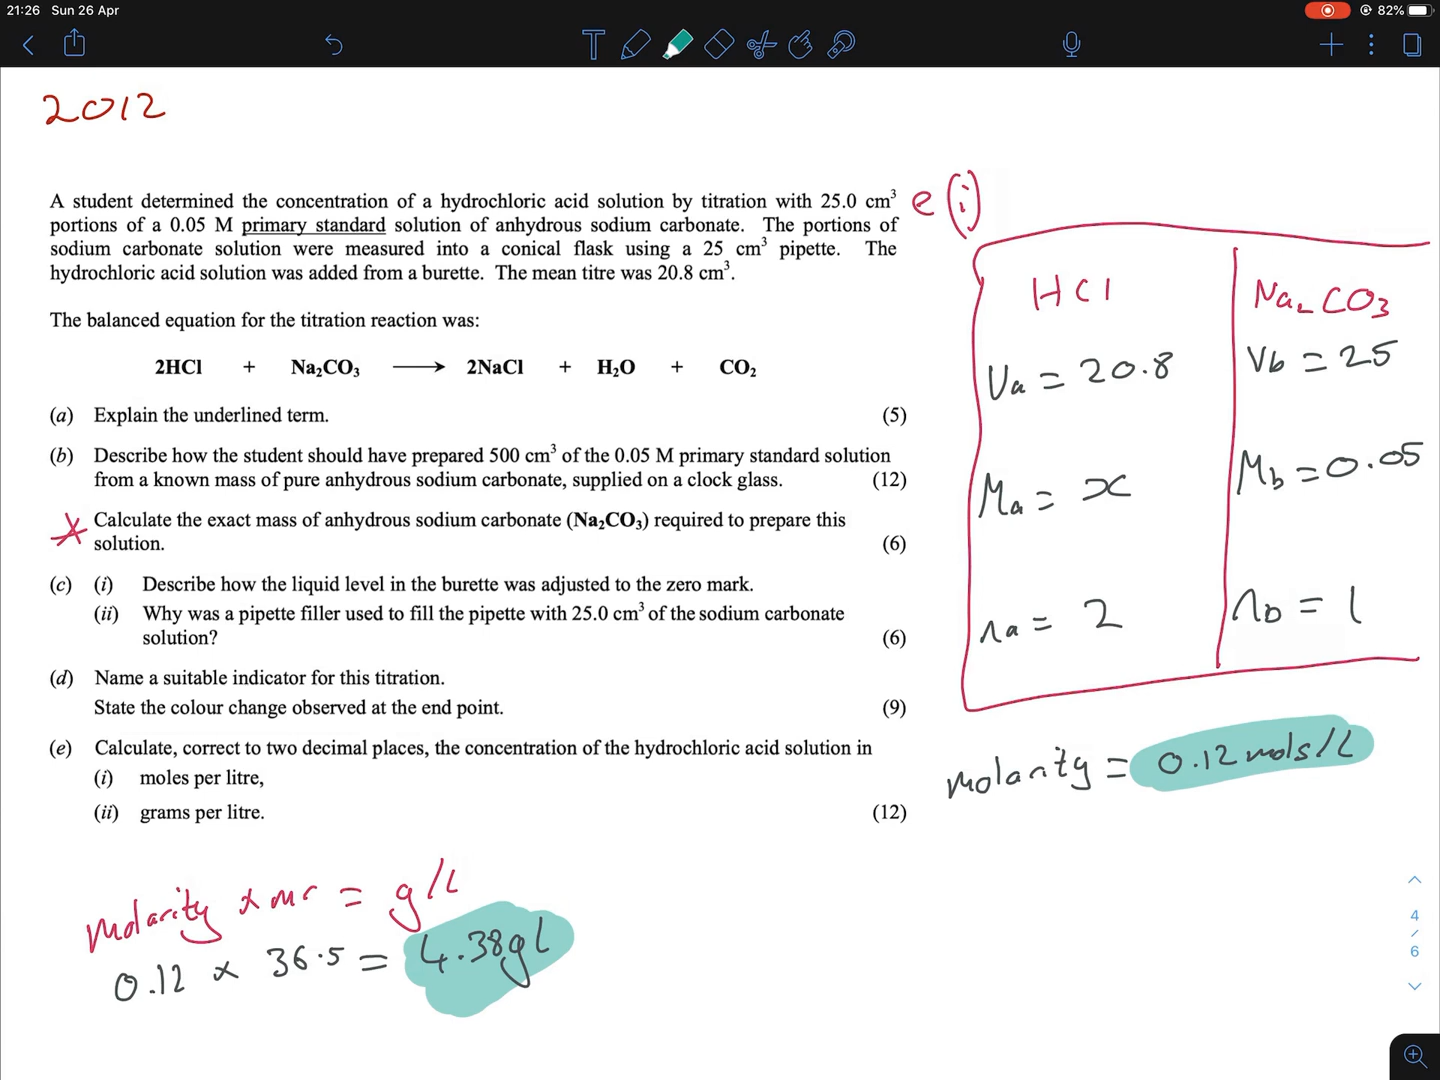 21:26 Sun 26 Apr
82%
2012
A student determined the concentration of a hydrochloric acid solution by titration with 25.0 cm³
portions of a 0.05 M primary standard solution of anhydrous sodium carbonate. The portions of
sodium carbonate solution were measured into a conical flask using a 25 cm³ pipette. The
hydrochloric acid solution was added from a burette. The mean titre was 20.8 cm³.
The balanced equation for the titration reaction was:
2HCl + Na₂CO₃ ⟶ 2NaCl + H₂O + CO₂
(a) Explain the underlined term. (5)
(b) Describe how the student should have prepared 500 cm³ of the 0.05 M primary standard solution
from a known mass of pure anhydrous sodium carbonate, supplied on a clock glass. (12)
Calculate the exact mass of anhydrous sodium carbonate (Na₂CO₃) required to prepare this
solution. (6)
(c) (i) Describe how the liquid level in the burette was adjusted to the zero mark.
(ii) Why was a pipette filler used to fill the pipette with 25.0 cm³ of the sodium carbonate
solution? (6)
(d) Name a suitable indicator for this titration.
State the colour change observed at the end point. (9)
(e) Calculate, correct to two decimal places, the concentration of the hydrochloric acid solution in
(i) moles per litre,
(ii) grams per litre. (12)
e (i)
HCl Na₂CO₃
Va = 20.8 Vb = 25
Ma = x Mb = 0.05
na = 2 nb = 1
molarity = 0.12 mols/L
molarity x mr = g/L
0.12 x 36.5 = 4.38gL
4
/
6